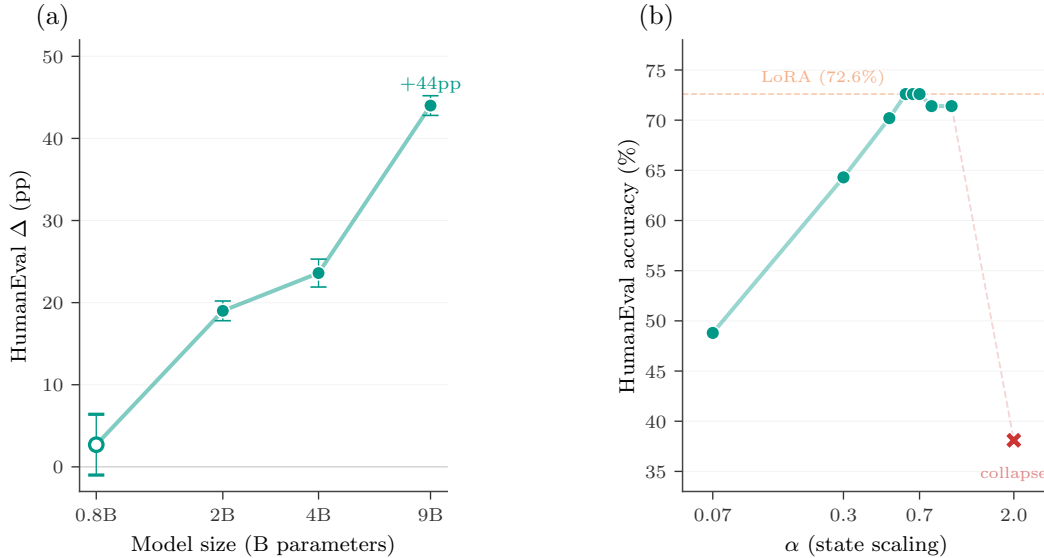 (a)
HumanEval Δ (pp)
50
40
30
20
10
0
+44pp
0.8B 2B 4B 9B
Model size (B parameters)
(b)
HumanEval accuracy (%)
75
70
65
60
55
50
45
40
35
LoRA (72.6%)
collapse
0.07 0.3 0.7 2.0
α (state scaling)